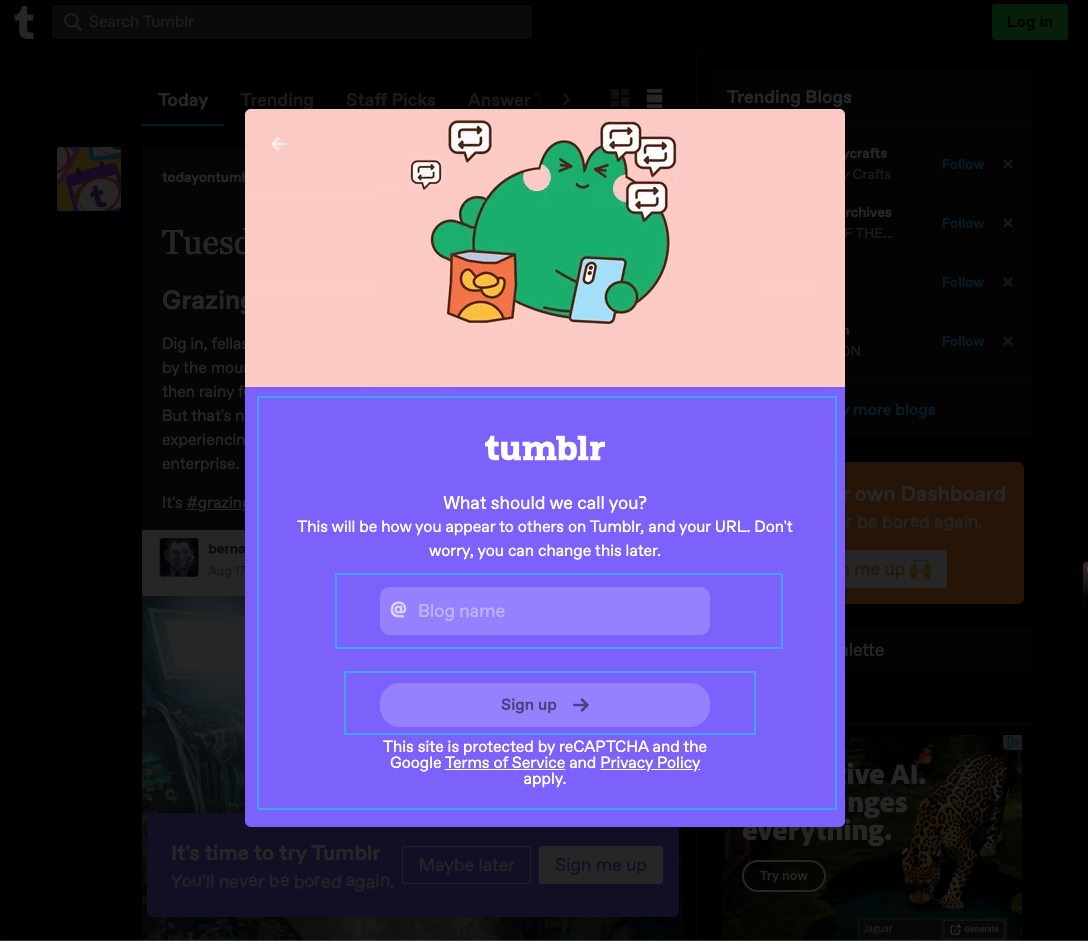 t
Search Tumblr
Log in
Today Trending Staff Picks Answer
Trending Blogs
todayontum
Tuesd
Grazing
Dig in, fellas
by the mou
then rainy f
But that's n
experiencin
enterprise.
It's #grazing
berna
Aug 17
ycrafts
y Crafts
Follow
rchives
F THE...
Follow
Follow
n
ON
Follow
more blogs
tumblr
What should we call you?
This will be how you appear to others on Tumblr, and your URL. Don't
worry, you can change this later.
@ Blog name
Sign up
This site is protected by reCAPTCHA and the
Google Terms of Service and Privacy Policy
apply.
r own Dashboard
r be bored again.
me up
lette
It's time to try Tumblr
You'll never be bored again.
Maybe later
Sign me up
ive AI.
nges
everything.
Try now
Jaguar
Generate